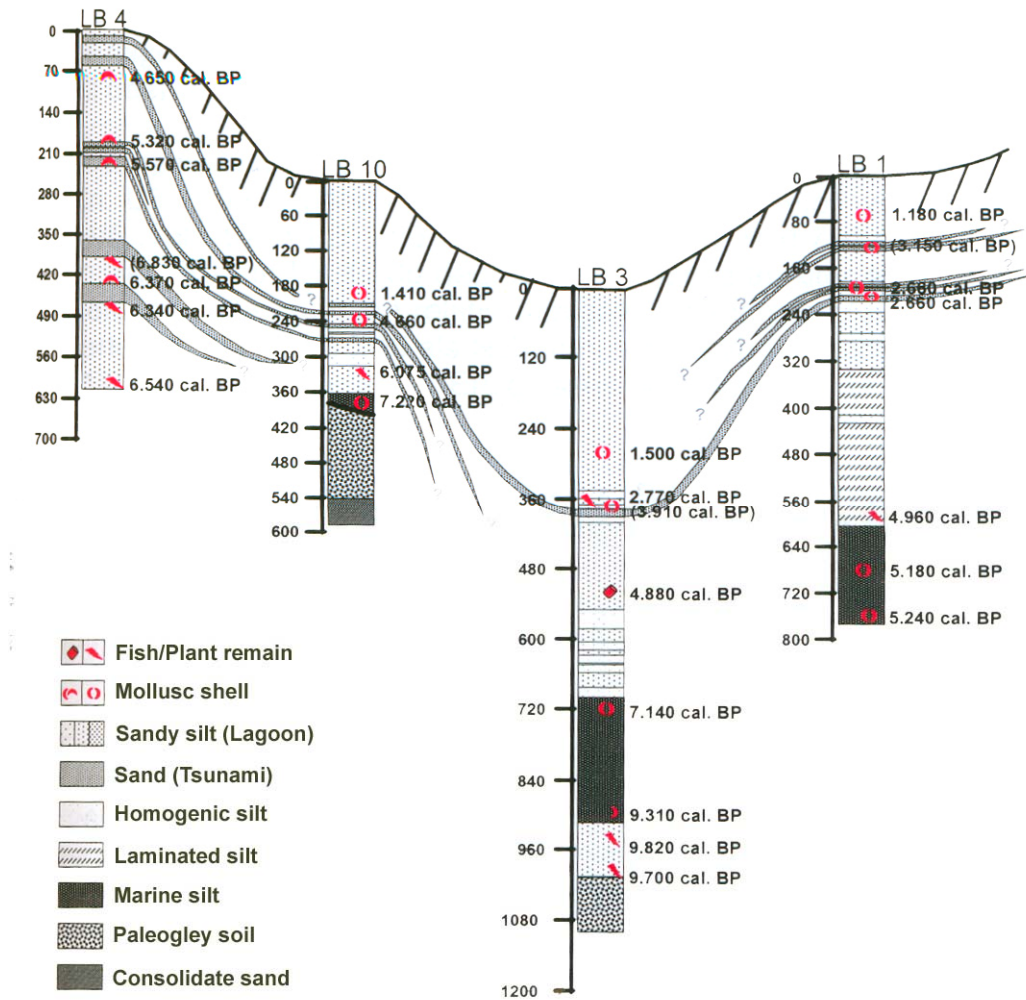 LB 4
0
70
140
210
280
350
420
490
560
630
700
4.650 cal. BP
5.320 cal. BP
5.570 cal. BP
(6.830 cal. BP)
6.370 cal. BP
6.340 cal. BP
6.540 cal. BP
LB 10
0
60
120
180
240
300
360
420
480
540
600
1.410 cal. BP
4.660 cal. BP
6.075 cal. BP
7.220 cal. BP
LB 3
0
120
240
360
480
600
720
840
960
1080
1200
1.500 cal. BP
2.770 cal. BP
(3.910 cal. BP)
4.880 cal. BP
7.140 cal. BP
9.310 cal. BP
9.820 cal. BP
9.700 cal. BP
LB 1
0
80
160
240
320
400
480
560
640
720
800
1.180 cal. BP
(3.150 cal. BP)
2.660 cal. BP
2.660 cal. BP
4.960 cal. BP
5.180 cal. BP
5.240 cal. BP
?
?
?
?
?
?
?
?
?
Fish/Plant remain
Mollusc shell
Sandy silt (Lagoon)
Sand (Tsunami)
Homogenic silt
Laminated silt
Marine silt
Paleogley soil
Consolidate sand